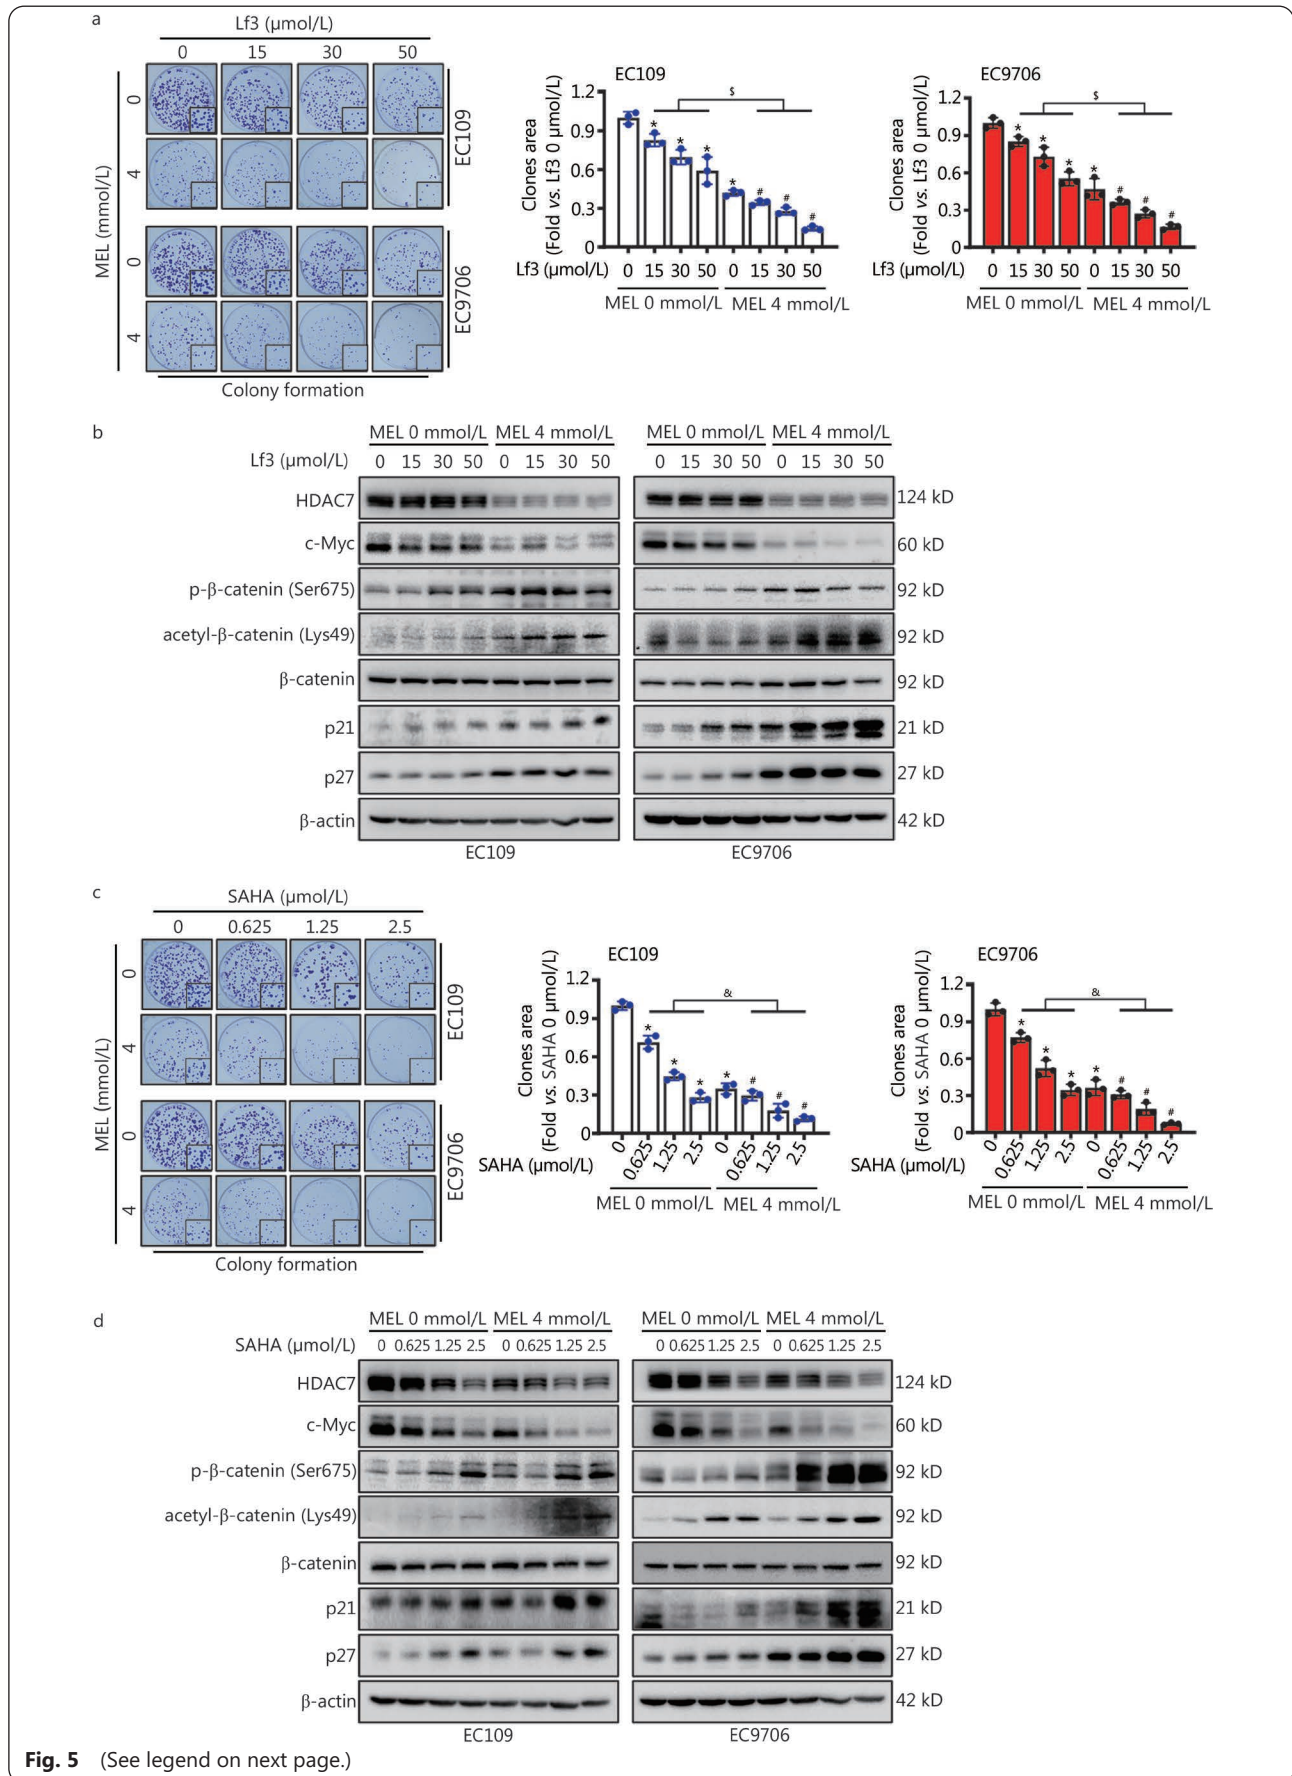 a
Lf3 (μmol/L)
0 15 30 50
MEL (mmol/L)
0
4
0
4
EC109
EC9706
Colony formation
EC109
Clones area
(Fold vs. Lf3 0 μmol/L)
1.2
0.9
0.6
0.3
0
$
* * * * # # #
Lf3 (μmol/L) 0 15 30 50 0 15 30 50
MEL 0 mmol/L MEL 4 mmol/L
EC9706
Clones area
(Fold vs. Lf3 0 μmol/L)
1.2
0.9
0.6
0.3
0
$
* * * * # # #
Lf3 (μmol/L) 0 15 30 50 0 15 30 50
MEL 0 mmol/L MEL 4 mmol/L
b
MEL 0 mmol/L MEL 4 mmol/L MEL 0 mmol/L MEL 4 mmol/L
Lf3 (μmol/L) 0 15 30 50 0 15 30 50 0 15 30 50 0 15 30 50
HDAC7 124 kD
c-Myc 60 kD
p-β-catenin (Ser675) 92 kD
acetyl-β-catenin (Lys49) 92 kD
β-catenin 92 kD
p21 21 kD
p27 27 kD
β-actin 42 kD
EC109 EC9706
c
SAHA (μmol/L)
0 0.625 1.25 2.5
MEL (mmol/L)
0
4
0
4
EC109
EC9706
Colony formation
EC109
Clones area
(Fold vs. SAHA 0 μmol/L)
1.2
0.9
0.6
0.3
0
&
* * * * # # #
SAHA (μmol/L) 0 0.625 1.25 2.5 0 0.625 1.25 2.5
MEL 0 mmol/L MEL 4 mmol/L
EC9706
Clones area
(Fold vs. SAHA 0 μmol/L)
1.2
0.9
0.6
0.3
0
&
* * * * # # #
SAHA (μmol/L) 0 0.625 1.25 2.5 0 0.625 1.25 2.5
MEL 0 mmol/L MEL 4 mmol/L
d
MEL 0 mmol/L MEL 4 mmol/L MEL 0 mmol/L MEL 4 mmol/L
SAHA (μmol/L) 0 0.625 1.25 2.5 0 0.625 1.25 2.5 0 0.625 1.25 2.5 0 0.625 1.25 2.5
HDAC7 124 kD
c-Myc 60 kD
p-β-catenin (Ser675) 92 kD
acetyl-β-catenin (Lys49) 92 kD
β-catenin 92 kD
p21 21 kD
p27 27 kD
β-actin 42 kD
EC109 EC9706
Fig. 5 (See legend on next page.)